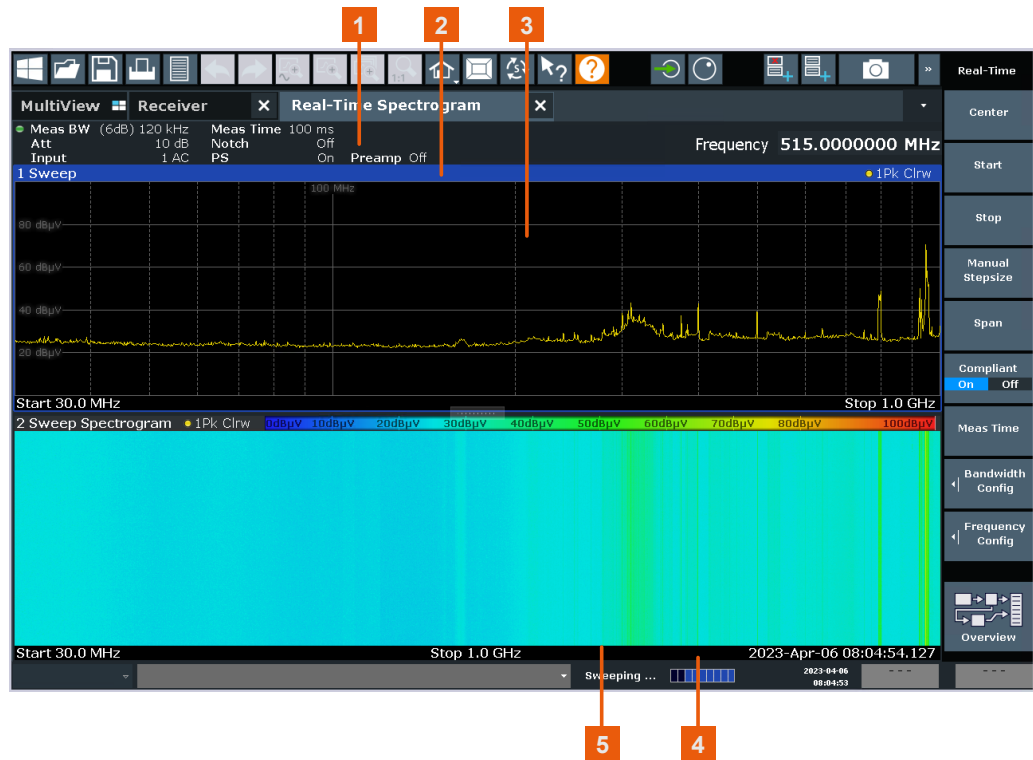 1 2 3
1:1 S ? ? »
Real-Time
MultiView Receiver × Real-Time Spectrogram ×
Meas BW (6dB) 120 kHz Meas Time 100 ms
Att 10 dB Notch Off
Input 1 AC PS On Preamp Off
Frequency 515.0000000 MHz
1 Sweep 1Pk Clrw
100 MHz
80 dBµV
60 dBµV
40 dBµV
20 dBµV
Start 30.0 MHz Stop 1.0 GHz
2 Sweep Spectrogram 1Pk Clrw 0dBµV 10dBµV 20dBµV 30dBµV 40dBµV 50dBµV 60dBµV 70dBµV 80dBµV 100dBµV
Start 30.0 MHz Stop 1.0 GHz 2023-Apr-06 08:04:54.127
Sweeping ... 2023-04-06
08:04:53
--- ---
Center
Start
Stop
Manual
Stepsize
Span
Compliant
On Off
Meas Time
Bandwidth
Config
Frequency
Config
Overview
5 4